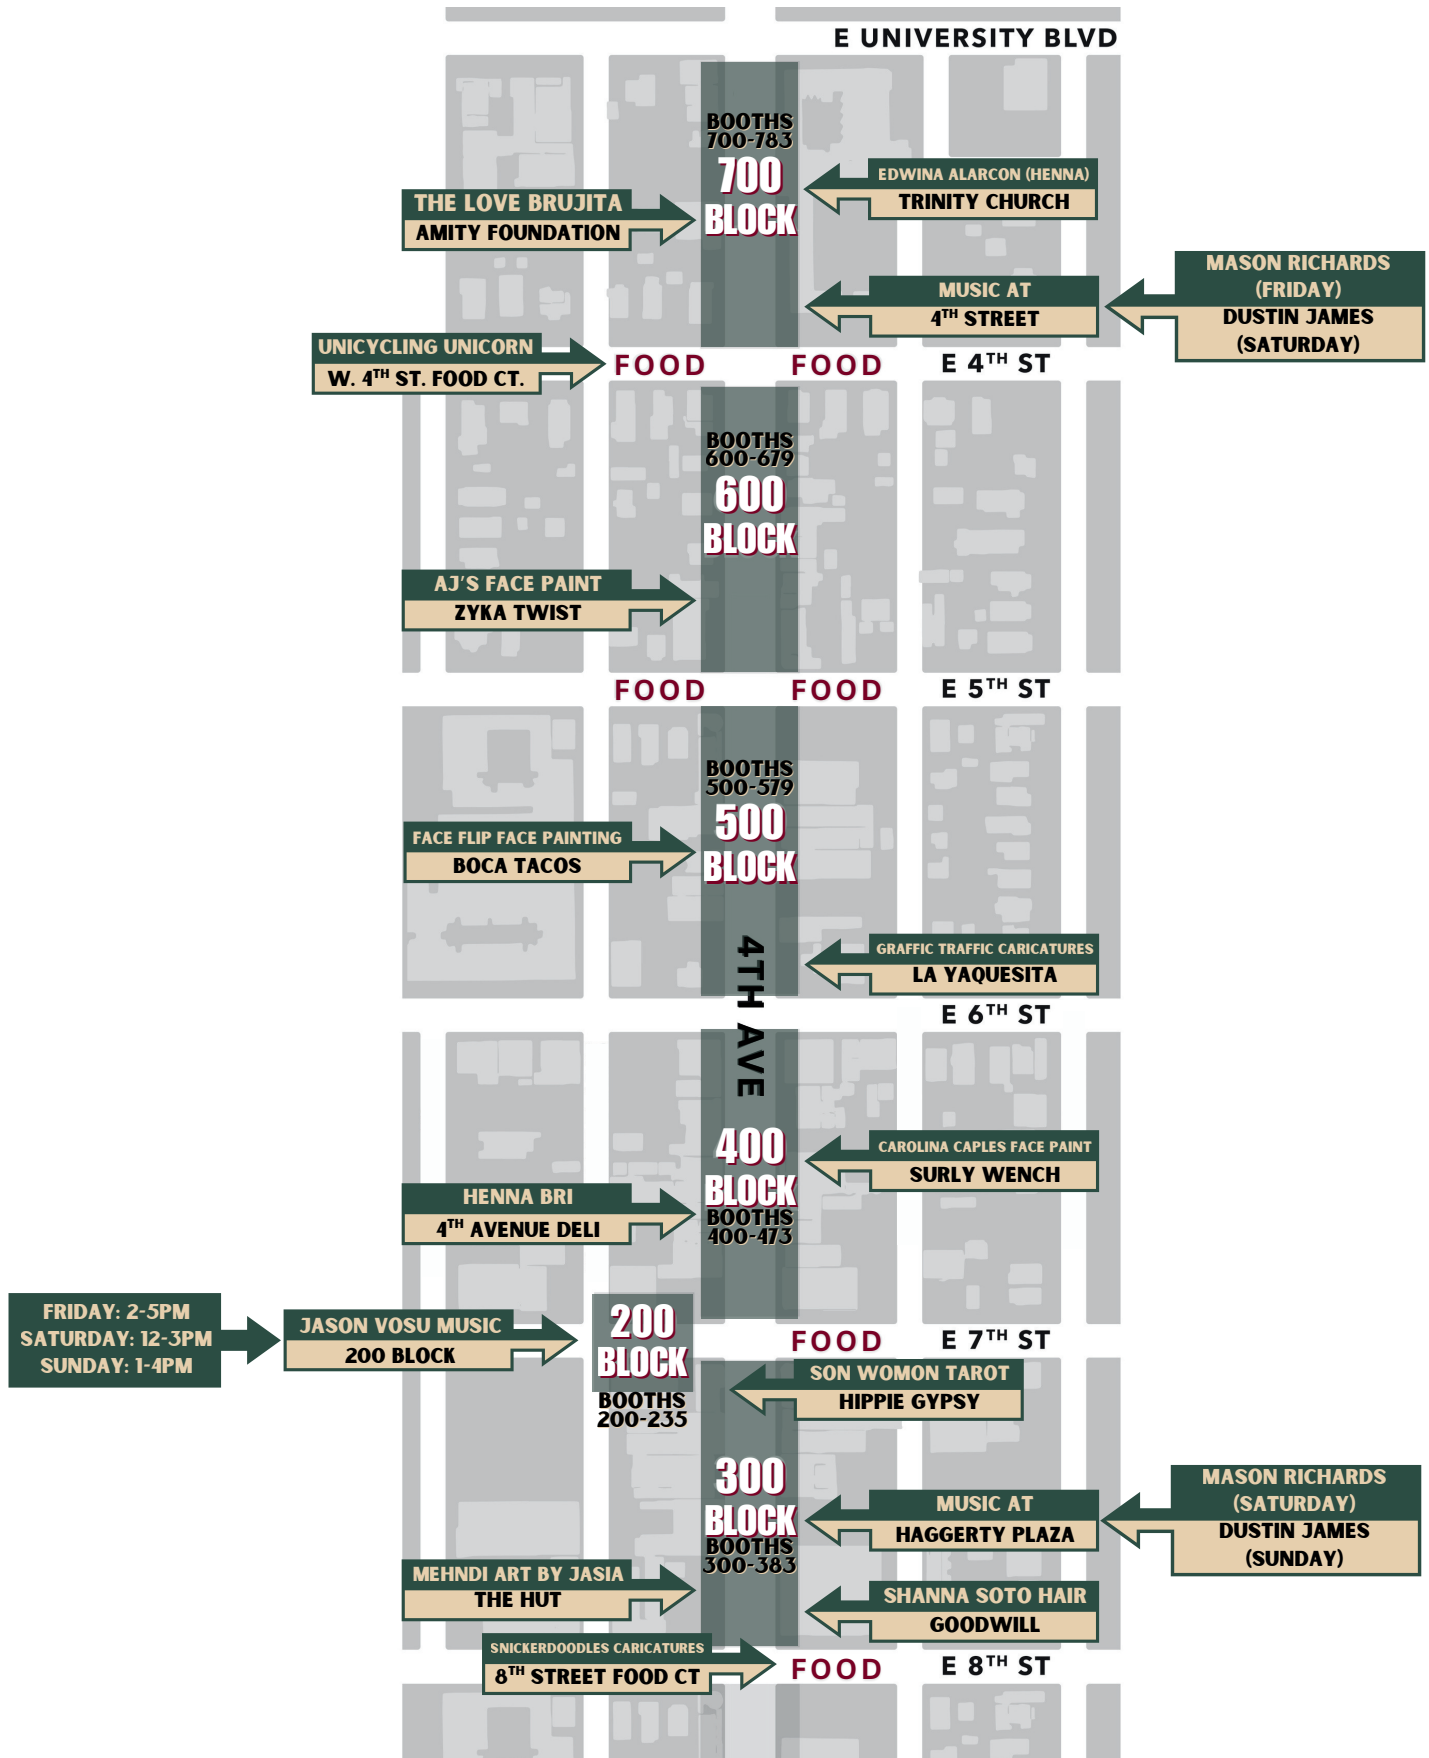 E UNIVERSITY BLVD
BOOTHS
700-783
700
BLOCK
EDWINA ALARCON (HENNA)
TRINITY CHURCH
THE LOVE BRUJITA
AMITY FOUNDATION
MUSIC AT
4TH STREET
MASON RICHARDS
(FRIDAY)
DUSTIN JAMES
(SATURDAY)
UNICYCLING UNICORN
W. 4TH ST. FOOD CT.
FOOD
FOOD
E 4TH ST
BOOTHS
600-679
600
BLOCK
AJ'S FACE PAINT
ZYKA TWIST
FOOD
FOOD
E 5TH ST
BOOTHS
500-579
500
BLOCK
FACE FLIP FACE PAINTING
BOCA TACOS
4TH AVE
GRAFFIC TRAFFIC CARICATURES
LA YAQUESITA
E 6TH ST
400
BLOCK
BOOTHS
400-473
CAROLINA CAPLES FACE PAINT
SURLY WENCH
HENNA BRI
4TH AVENUE DELI
FRIDAY: 2-5PM
SATURDAY: 12-3PM
SUNDAY: 1-4PM
JASON VOSU MUSIC
200 BLOCK
200
BLOCK
BOOTHS
200-235
FOOD
E 7TH ST
SON WOMON TAROT
HIPPIE GYPSY
300
BLOCK
BOOTHS
300-383
MUSIC AT
HAGGERTY PLAZA
MASON RICHARDS
(SATURDAY)
DUSTIN JAMES
(SUNDAY)
MEHNDI ART BY JASIA
THE HUT
SHANNA SOTO HAIR
GOODWILL
SNICKERDOODLES CARICATURES
8TH STREET FOOD CT
FOOD
E 8TH ST